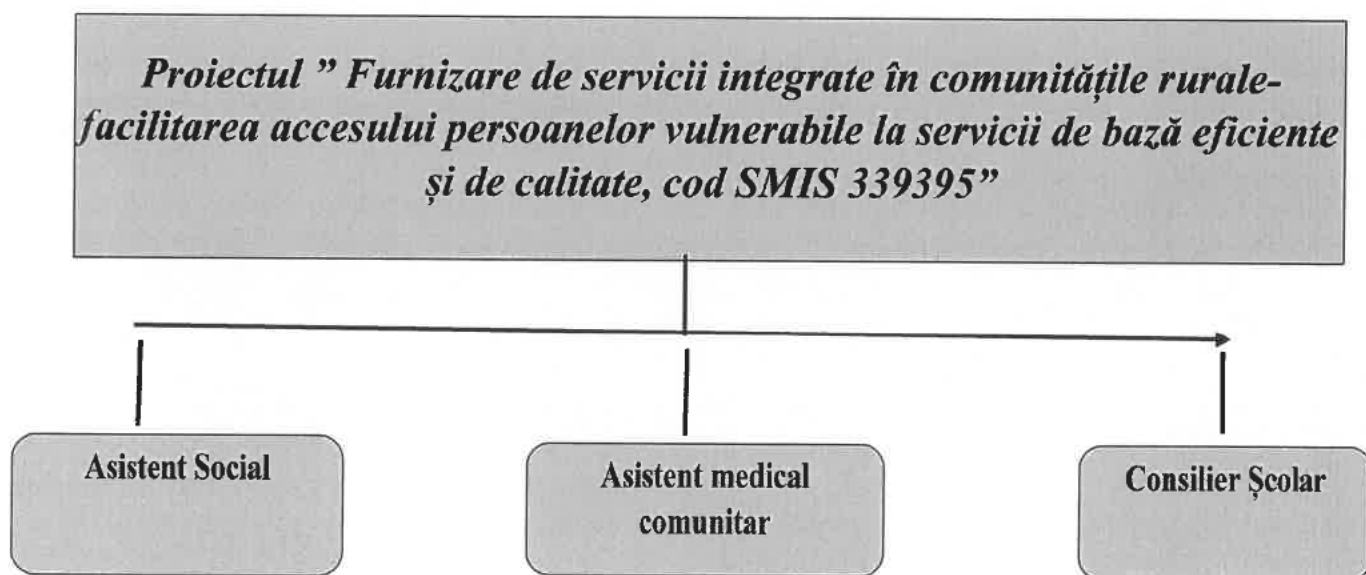 Proiectul ” Furnizare de servicii integrate în comunitățile rurale-
facilitarea accesului persoanelor vulnerabile la servicii de bază eficiente
și de calitate, cod SMIS 339395”
Asistent Social
Asistent medical
comunitar
Consilier Școlar